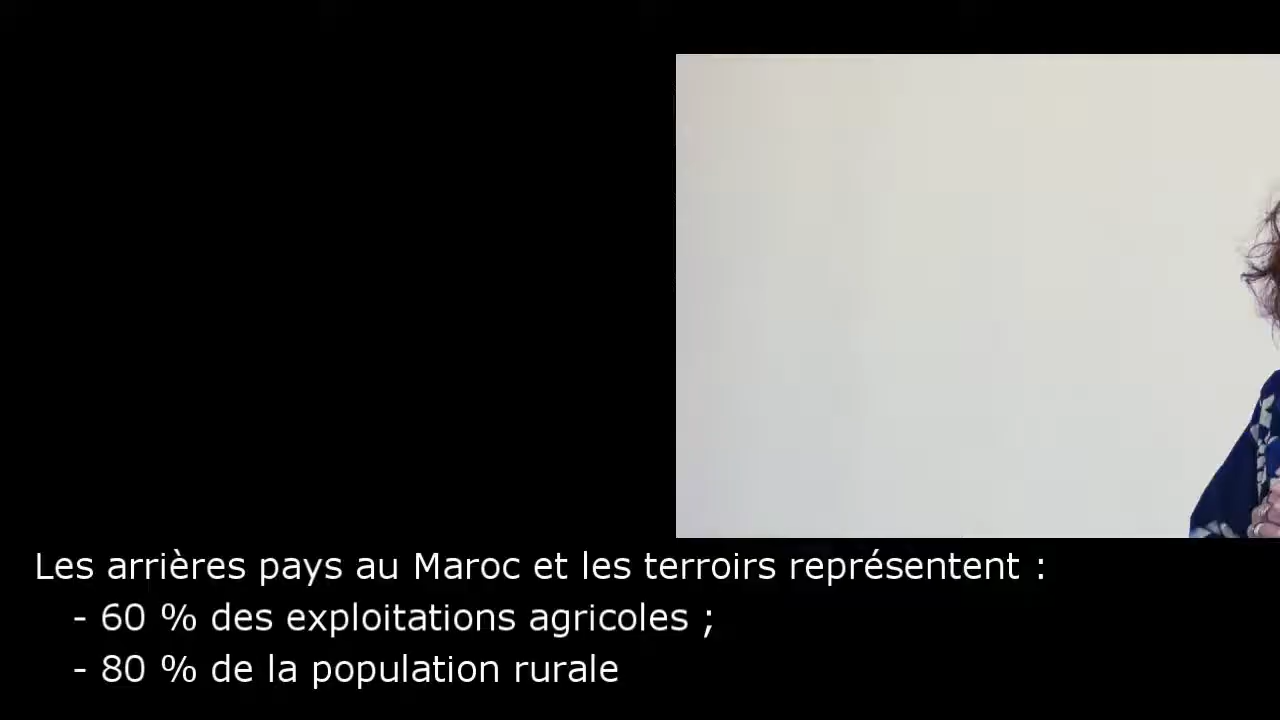 Les arrières pays au Maroc et les terroirs représentent :
- 60 % des exploitations agricoles ;
- 80 % de la population rurale